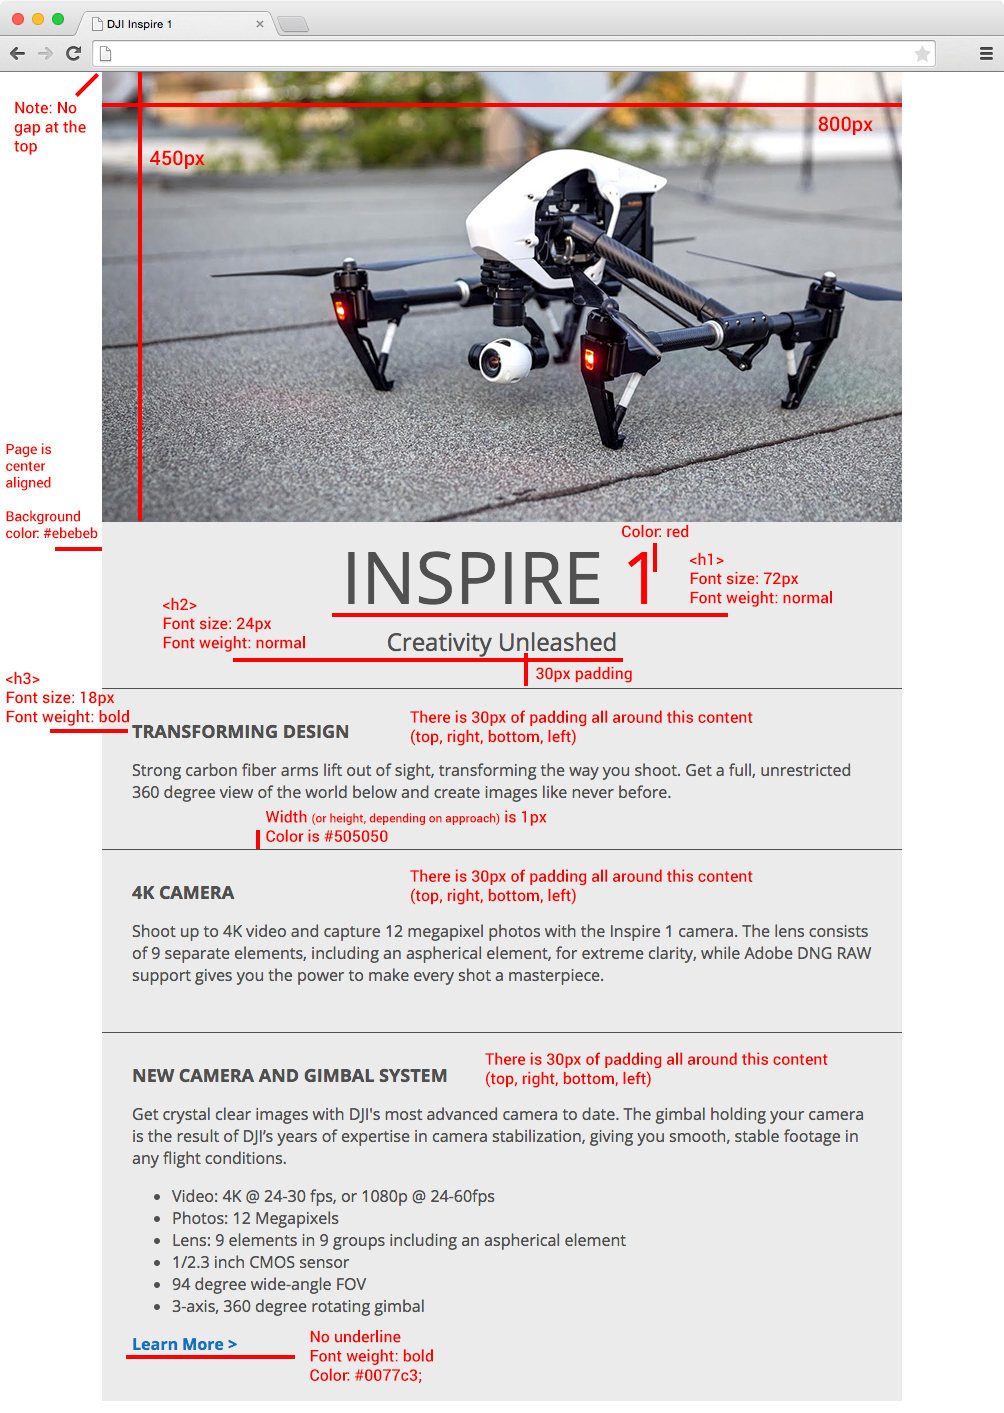 DJI Inspire 1
Note: No
gap at the
top
800px
450px
Page is
center
aligned
Background
color: #ebebeb
Color: red
INSPIRE 1
<h1>
Font size: 72px
Font weight: normal
<h2>
Font size: 24px
Font weight: normal
Creativity Unleashed
30px padding
<h3>
Font size: 18px
Font weight: bold
There is 30px of padding all around this content
(top, right, bottom, left)
TRANSFORMING DESIGN
Strong carbon fiber arms lift out of sight, transforming the way you shoot. Get a full, unrestricted
360 degree view of the world below and create images like never before.
Width (or height, depending on approach) is 1px
Color is #505050
There is 30px of padding all around this content
(top, right, bottom, left)
4K CAMERA
Shoot up to 4K video and capture 12 megapixel photos with the Inspire 1 camera. The lens consists
of 9 separate elements, including an aspherical element, for extreme clarity, while Adobe DNG RAW
support gives you the power to make every shot a masterpiece.
There is 30px of padding all around this content
(top, right, bottom, left)
NEW CAMERA AND GIMBAL SYSTEM
Get crystal clear images with DJI's most advanced camera to date. The gimbal holding your camera
is the result of DJI’s years of expertise in camera stabilization, giving you smooth, stable footage in
any flight conditions.
• Video: 4K @ 24-30 fps, or 1080p @ 24-60fps
• Photos: 12 Megapixels
• Lens: 9 elements in 9 groups including an aspherical element
• 1/2.3 inch CMOS sensor
• 94 degree wide-angle FOV
• 3-axis, 360 degree rotating gimbal
Learn More >
No underline
Font weight: bold
Color: #0077c3;